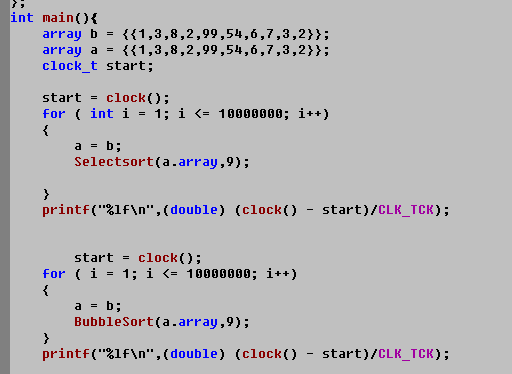 };
int main(){
array b = {{1,3,8,2,99,54,6,7,3,2}};
array a = {{1,3,8,2,99,54,6,7,3,2}};
clock_t start;
start = clock();
for ( int i = 1; i <= 10000000; i++)
{
a = b;
Selectsort(a.array,9);
}
printf("%lf\n",(double) (clock() - start)/CLK_TCK);
start = clock();
for ( i = 1; i <= 10000000; i++)
{
a = b;
BubbleSort(a.array,9);
}
printf("%lf\n",(double) (clock() - start)/CLK_TCK);